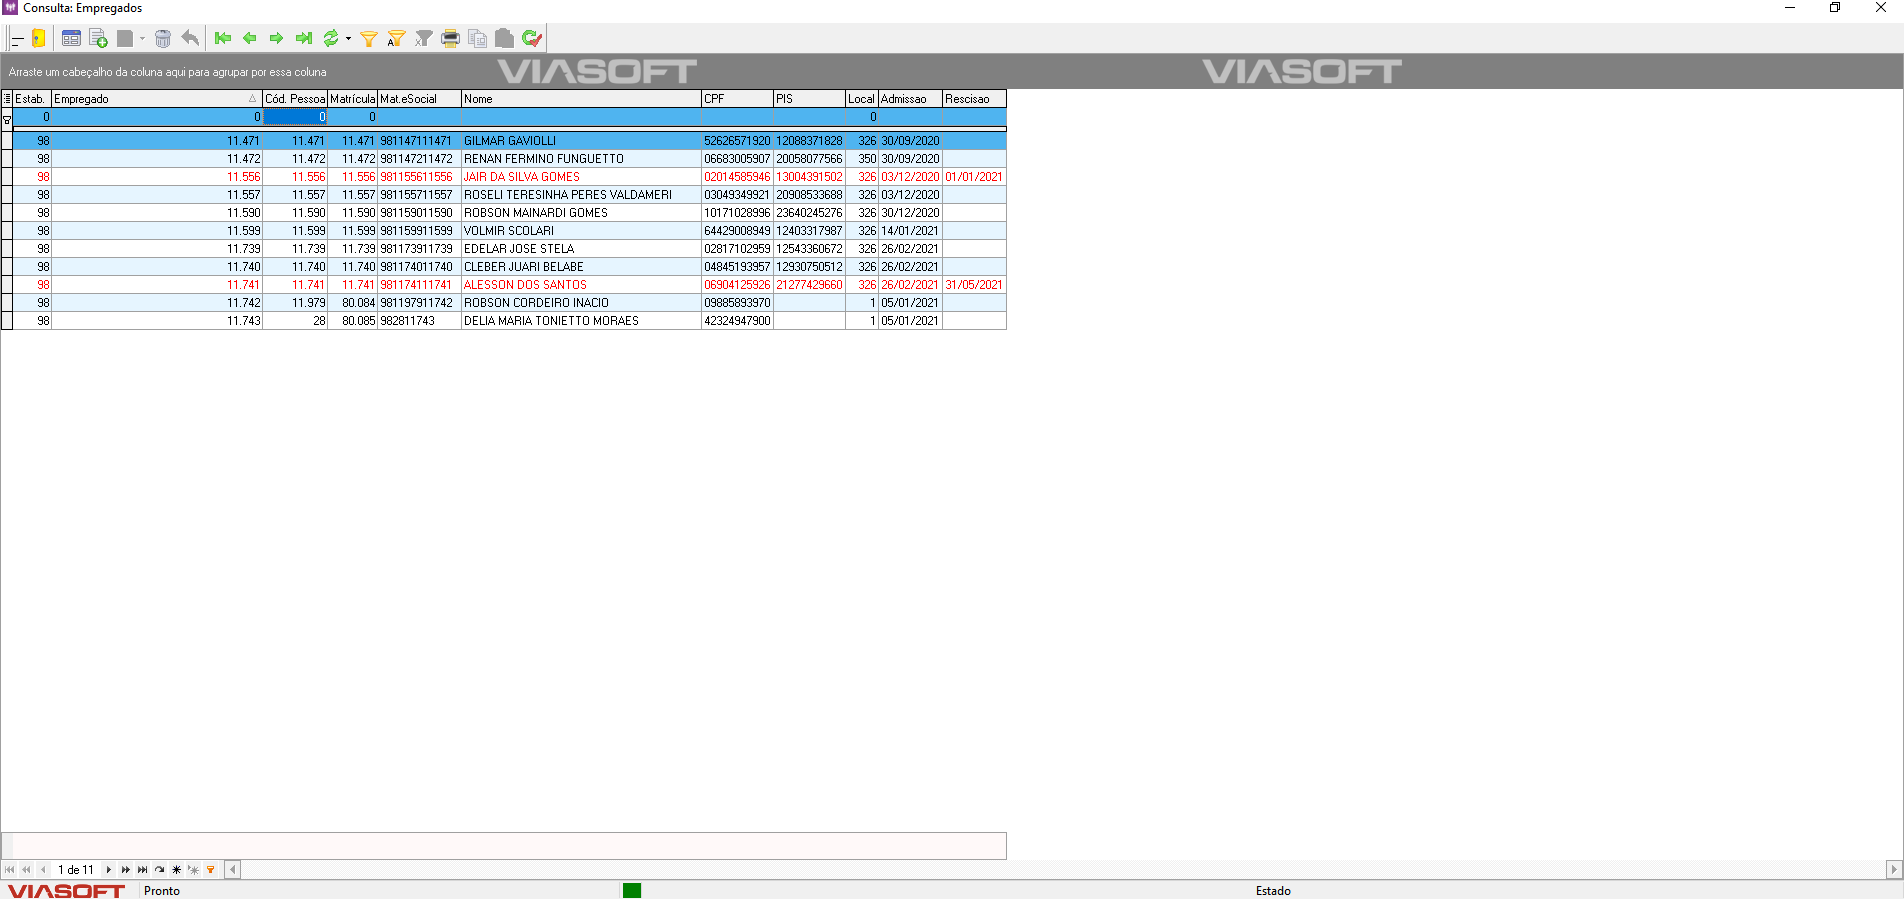 Consulta: Empregados
Arraste um cabeçalho da coluna aqui para agrupar por essa coluna VIASOFT VIASOFT
Estab. Empregado Cód. Pessoa Matrícula Mat.eSocial Nome CPF PIS Local Admissao Rescisao
0 0 0 0 0
98 11.471 11.471 11.471 981147111471 GILMAR GAVIOLLI 52626571920 12088371828 326 30/09/2020
98 11.472 11.472 11.472 981147211472 RENAN FERMINO FUNGUETTO 06683005907 20058077566 350 30/09/2020
98 11.556 11.556 11.556 981155611556 JAIR DA SILVA GOMES 02014585946 13004391502 326 03/12/2020 01/01/2021
98 11.557 11.557 11.557 981155711557 ROSELI TERESINHA PERES VALDAMERI 03049349921 20908533688 326 03/12/2020
98 11.590 11.590 11.590 981159011590 ROBSON MAINARDI GOMES 10171028996 23640245276 326 30/12/2020
98 11.599 11.599 11.599 981159911599 VOLMIR SCOLARI 64429008949 12403317987 326 14/01/2021
98 11.739 11.739 11.739 981173911739 EDELAR JOSE STELA 02817102959 12543360672 326 26/02/2021
98 11.740 11.740 11.740 981174011740 CLEBER JUARI BELABE 04845193957 12930750512 326 26/02/2021
98 11.741 11.741 11.741 981174111741 ALESSON DOS SANTOS 06904125926 21277429660 326 26/02/2021 31/05/2021
98 11.742 11.979 80.084 981197911742 ROBSON CORDEIRO INACIO 09885893970 1 05/01/2021
98 11.743 28 80.085 982811743 DELIA MARIA TONIETTO MORAES 42324947900 1 05/01/2021
1 de 11
VIASOFT Pronto Estado